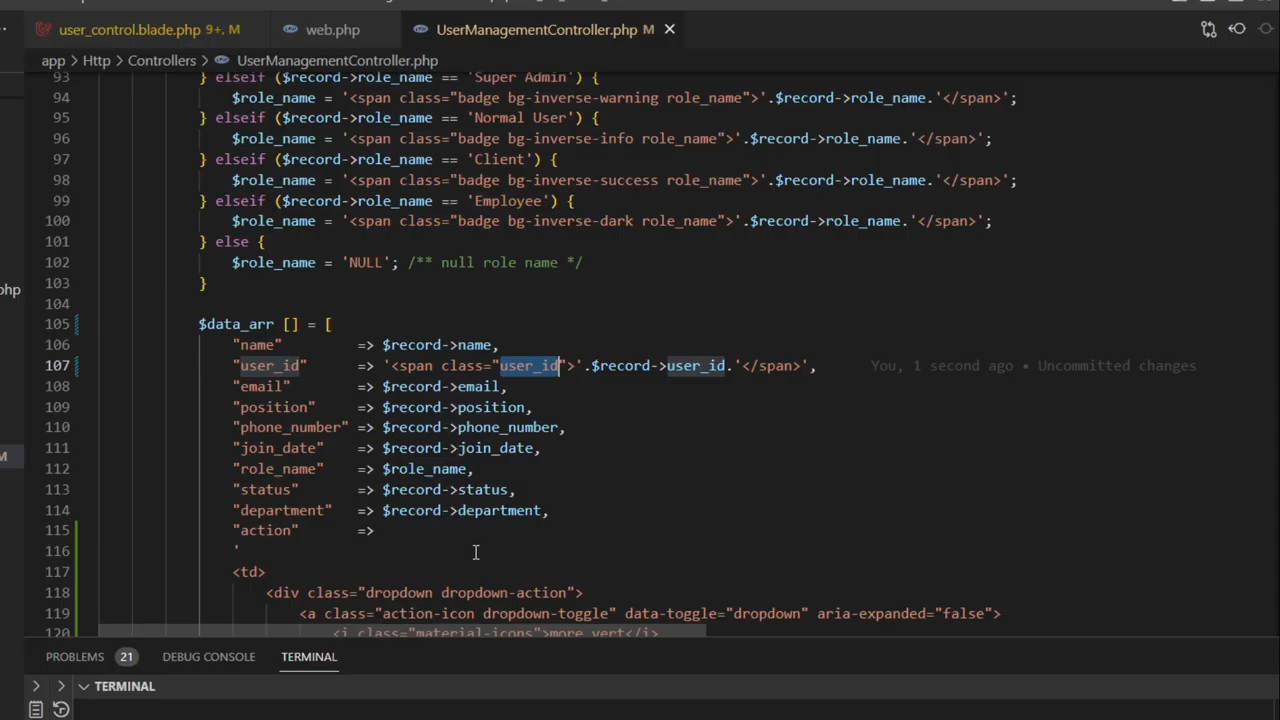 user_control.blade.php 9+, M web.php UserManagementController.php M
app > Http > Controllers > UserManagementController.php
93 } elseif ($record->role_name == 'Super Admin') {
94 $role_name = '<span class="badge bg-inverse-warning role_name">'.$record->role_name.'</span>';
95 } elseif ($record->role_name == 'Normal User') {
96 $role_name = '<span class="badge bg-inverse-info role_name">'.$record->role_name.'</span>';
97 } elseif ($record->role_name == 'Client') {
98 $role_name = '<span class="badge bg-inverse-success role_name">'.$record->role_name.'</span>';
99 } elseif ($record->role_name == 'Employee') {
100 $role_name = '<span class="badge bg-inverse-dark role_name">'.$record->role_name.'</span>';
101 } else {
102 $role_name = 'NULL'; /** null role name */
103 }
php
104
105 $data_arr [] = [
106 "name" => $record->name,
107 "user_id" => '<span class="user_id">'.$record->user_id.'</span>', You, 1 second ago • Uncommitted changes
108 "email" => $record->email,
109 "position" => $record->position,
110 "phone_number" => $record->phone_number,
111 "join_date" => $record->join_date,
M
112 "role_name" => $role_name,
113 "status" => $record->status,
114 "department" => $record->department,
115 "action" =>
116 '
117 <td>
118 <div class="dropdown dropdown-action">
119 <a class="action-icon dropdown-toggle" data-toggle="dropdown" aria-expanded="false">
120 <i class="material-icons">more_vert</i>
PROBLEMS 21 DEBUG CONSOLE TERMINAL
TERMINAL